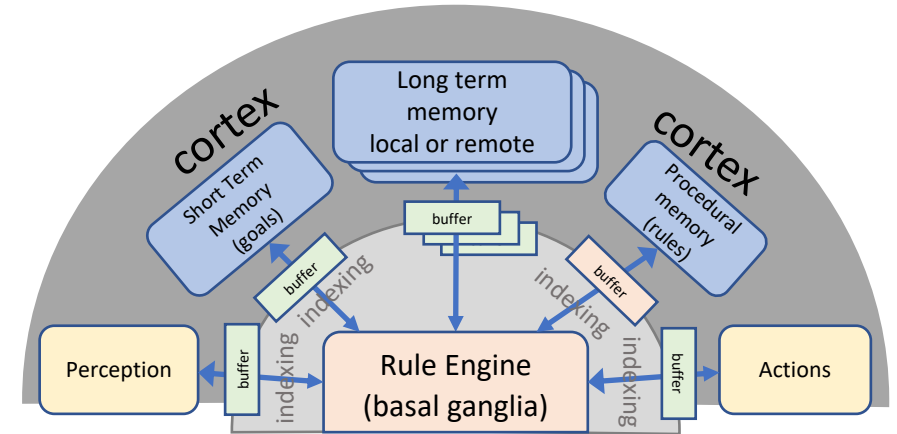 cortex
cortex
Long term
memory
local or remote
Short Term
Memory
(goals)
Procedural
memory
(rules)
buffer
buffer
buffer
indexing
indexing
Perception
buffer
indexing
Rule Engine
(basal ganglia)
indexing
buffer
Actions